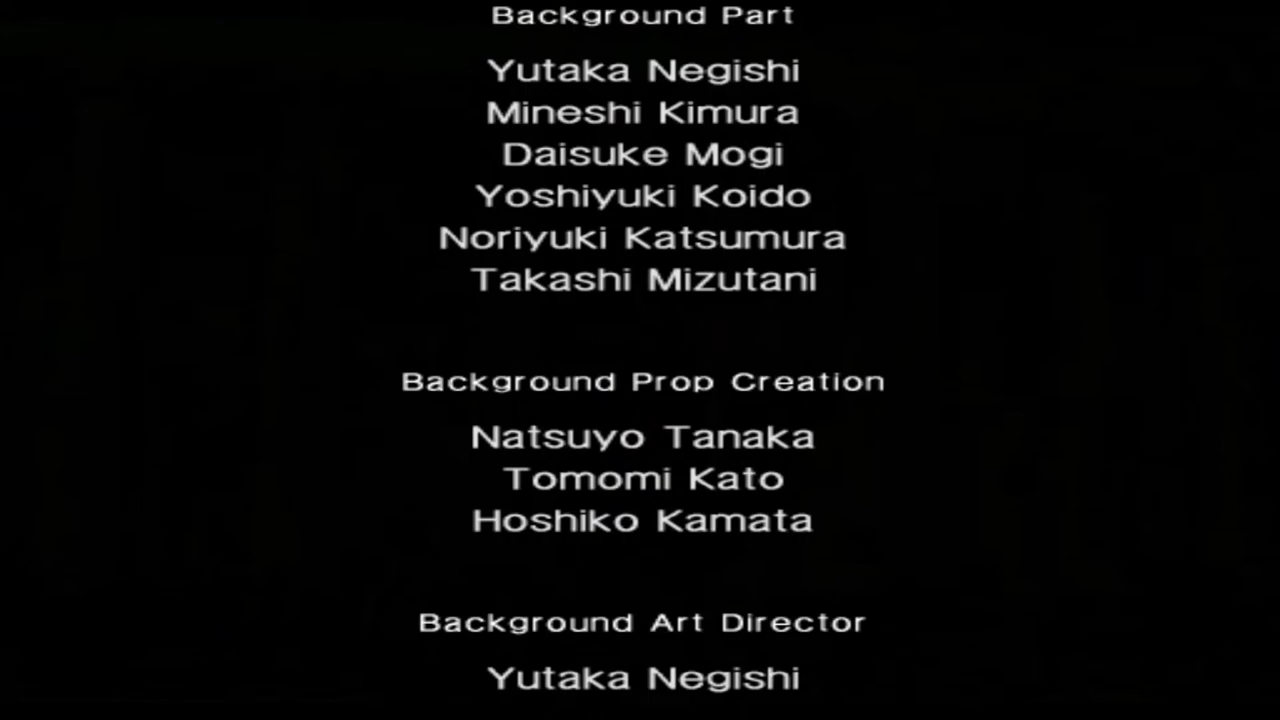 Background Part
Yutaka Negishi
Mineshi Kimura
Daisuke Mogi
Yoshiyuki Koido
Noriyuki Katsumura
Takashi Mizutani
Background Prop Creation
Natsuyo Tanaka
Tomomi Kato
Hoshiko Kamata
Background Art Director
Yutaka Negishi